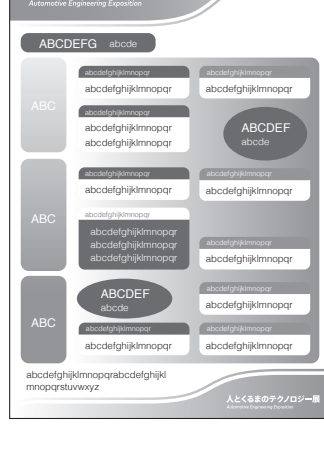 Automotive Engineering Exposition
ABCDEFG abcde
ABC
abcdefghijklmnopqr
abcdefghijklmnopqr
abcdefghijklmnopqr
abcdefghijklmnopqr
abcdefghijklmnopqr
abcdefghijklmnopqr
abcdefghijklmnopqr
ABCDEF
abcde
ABC
abcdefghijklmnopqr
abcdefghijklmnopqr
abcdefghijklmnopqr
abcdefghijklmnopqr
abcdefghijklmnopqr
abcdefghijklmnopqr
abcdefghijklmnopqr
abcdefghijklmnopqr
abcdefghijklmnopqr
abcdefghijklmnopqr
ABC
ABCDEF
abcde
abcdefghijklmnopqr
abcdefghijklmnopqr
abcdefghijklmnopqr
abcdefghijklmnopqr
abcdefghijklmnopqr
abcdefghijklmnopqr
abcdefghijklmnopqrabcdefghijkl
mnopqrstuvwxyz
人とくるまのテクノロジー展
Automotive Engineering Exposition